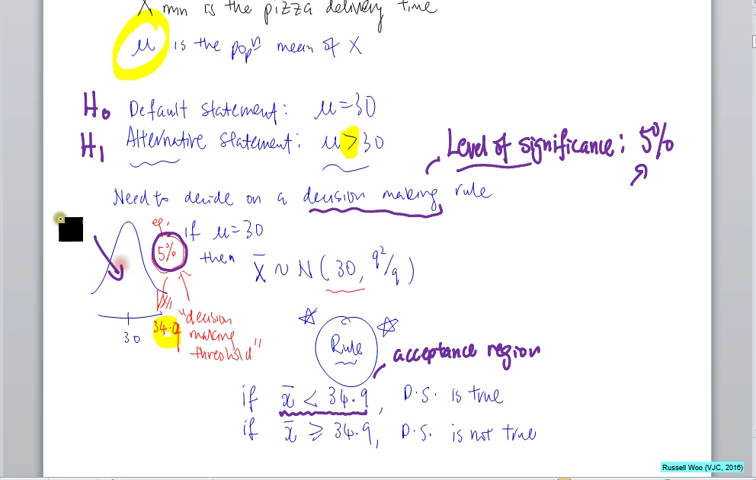 X mn is the pizza delivery time
μ is the popⁿ mean of X
H₀ Default statement: μ=30
H₁ Alternative statement: μ>30
Level of significance: 5%
Need to decide on a decision making rule
eg. if μ=30
5% then X̄ ~ N(30, 9²/9)
30 34.9 "decision making threshold"
Rule
acceptance region
if x̄ < 34.9, D.S. is true
if x̄ ⩾ 34.9, D.S. is not true
Russell Woo (VJC, 2016)